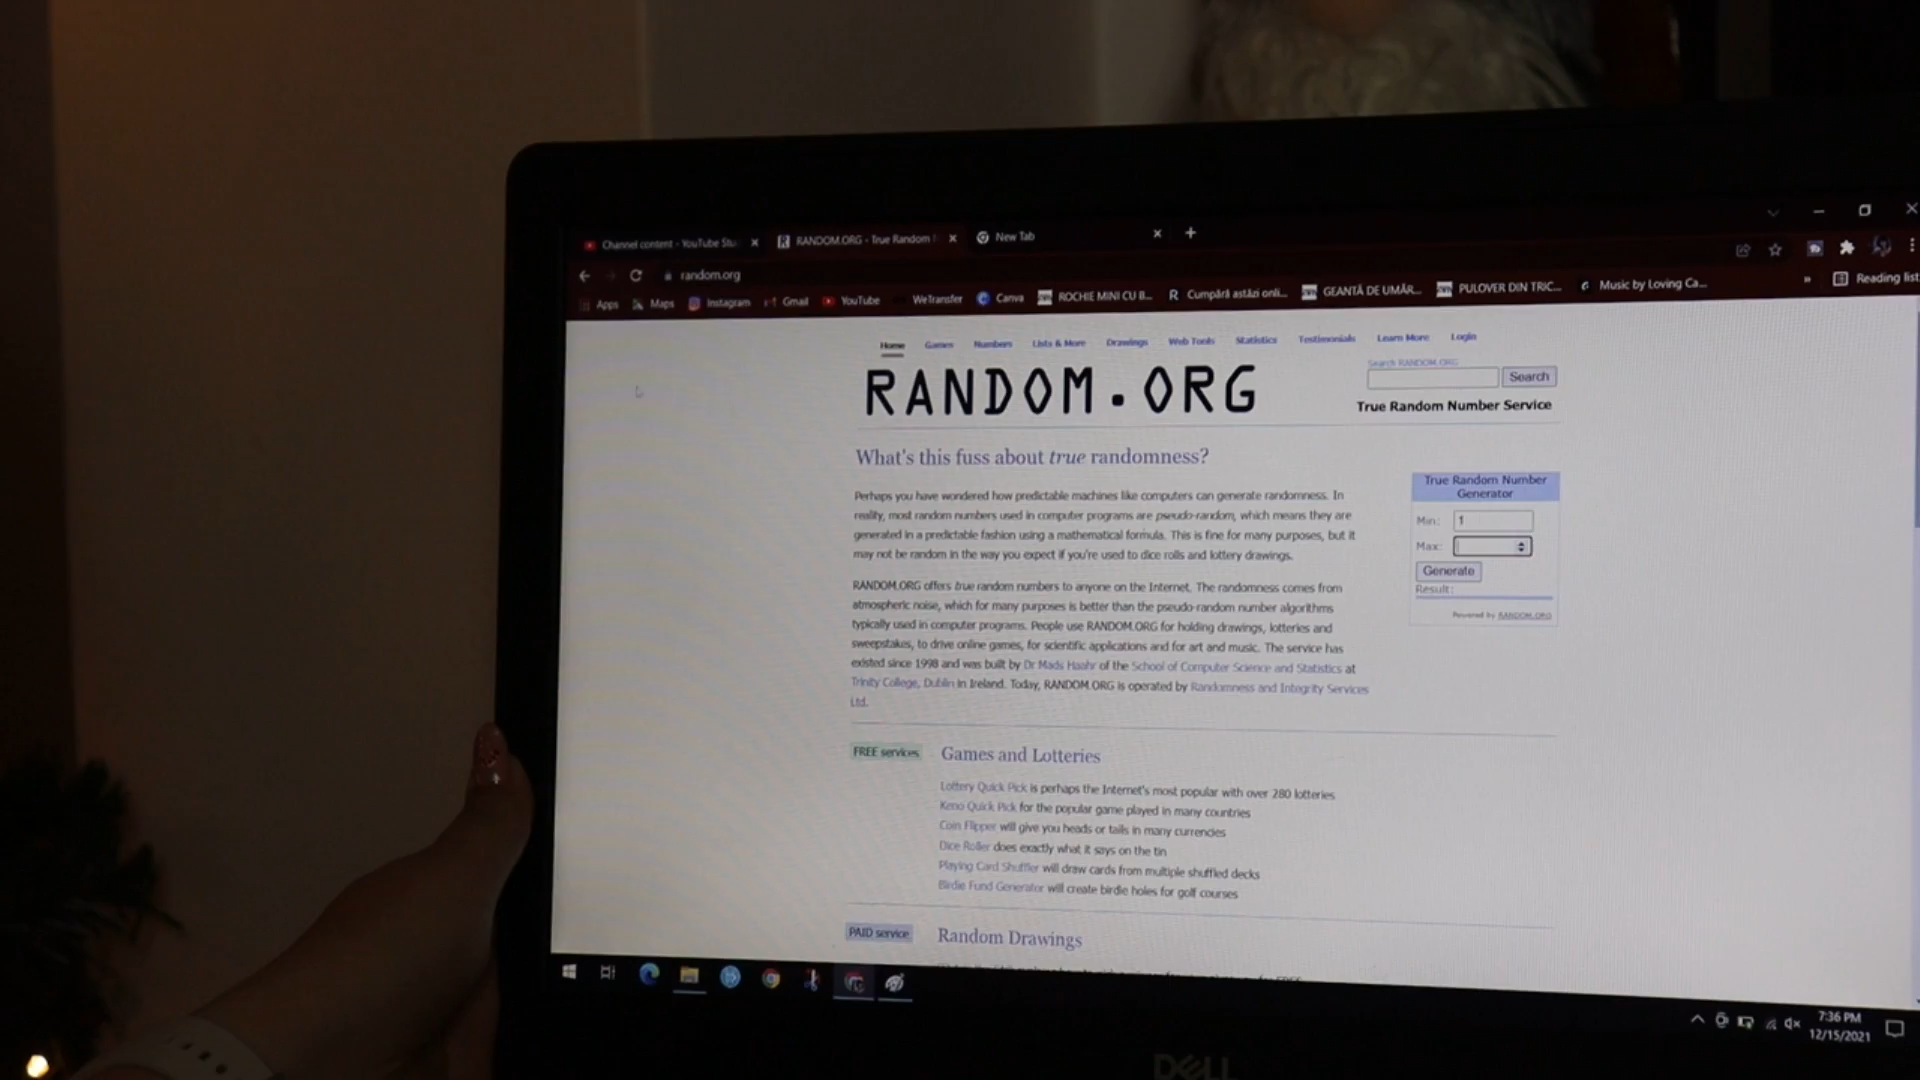 Channel content - YouTube Stu
RANDOM.ORG - True Random
New Tab
random.org
Apps
Maps
Instagram
Gmail
YouTube
WeTransfer
Canva
ROCHIE MINI CU B...
Cumpără astăzi onli...
GEANTĂ DE UMĂR...
PULOVER DIN TRIC...
Music by Loving Ca...
»
Reading list
Home Games Numbers Lists & More Drawings Web Tools Statistics Testimonials Learn More Login
RANDOM.ORG
Search RANDOM.ORG
Search
True Random Number Service
What's this fuss about true randomness?
Perhaps you have wondered how predictable machines like computers can generate randomness. In
reality, most random numbers used in computer programs are pseudo-random, which means they are
generated in a predictable fashion using a mathematical formula. This is fine for many purposes, but it
may not be random in the way you expect if you're used to dice rolls and lottery drawings.
RANDOM.ORG offers true random numbers to anyone on the Internet. The randomness comes from
atmospheric noise, which for many purposes is better than the pseudo-random number algorithms
typically used in computer programs. People use RANDOM.ORG for holding drawings, lotteries and
sweepstakes, to drive online games, for scientific applications and for art and music. The service has
existed since 1998 and was built by Dr Mads Haahr of the School of Computer Science and Statistics at
Trinity College, Dublin in Ireland. Today, RANDOM.ORG is operated by Randomness and Integrity Services
Ltd.
True Random Number
Generator
Min: 1
Max:
Generate
Result:
Powered by RANDOM.ORG
FREE services
Games and Lotteries
Lottery Quick Pick is perhaps the Internet's most popular with over 280 lotteries
Keno Quick Pick for the popular game played in many countries
Coin Flipper will give you heads or tails in many currencies
Dice Roller does exactly what it says on the tin
Playing Card Shuffler will draw cards from multiple shuffled decks
Birdie Fund Generator will create birdie holes for golf courses
PAID service
Random Drawings
7:36 PM
12/15/2021
DELL